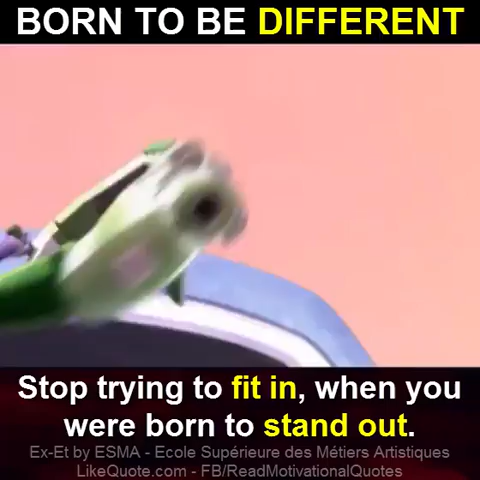 BORN TO BE DIFFERENT
Stop trying to fit in, when you
were born to stand out.
Ex-Et by ESMA - Ecole Supérieure des Métiers Artistiques
LikeQuote.com - FB/ReadMotivationalQuotes